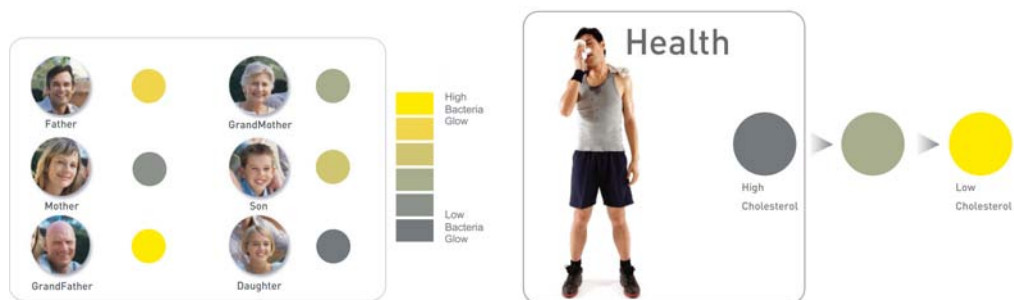 Father
GrandMother
Mother
Son
GrandFather
Daughter
High
Bacteria
Glow
Low
Bacteria
Glow
Health
High
Cholesterol
Low
Cholesterol